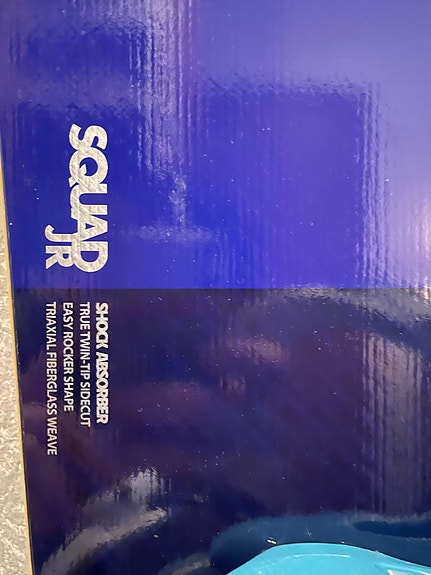 SQUAD
JR
SHOCK ABSORBER
TRUE TWIN-TIP SIDECUT
EASY ROCKER SHAPE
TRIAXIAL FIBERGLASS WEAVE